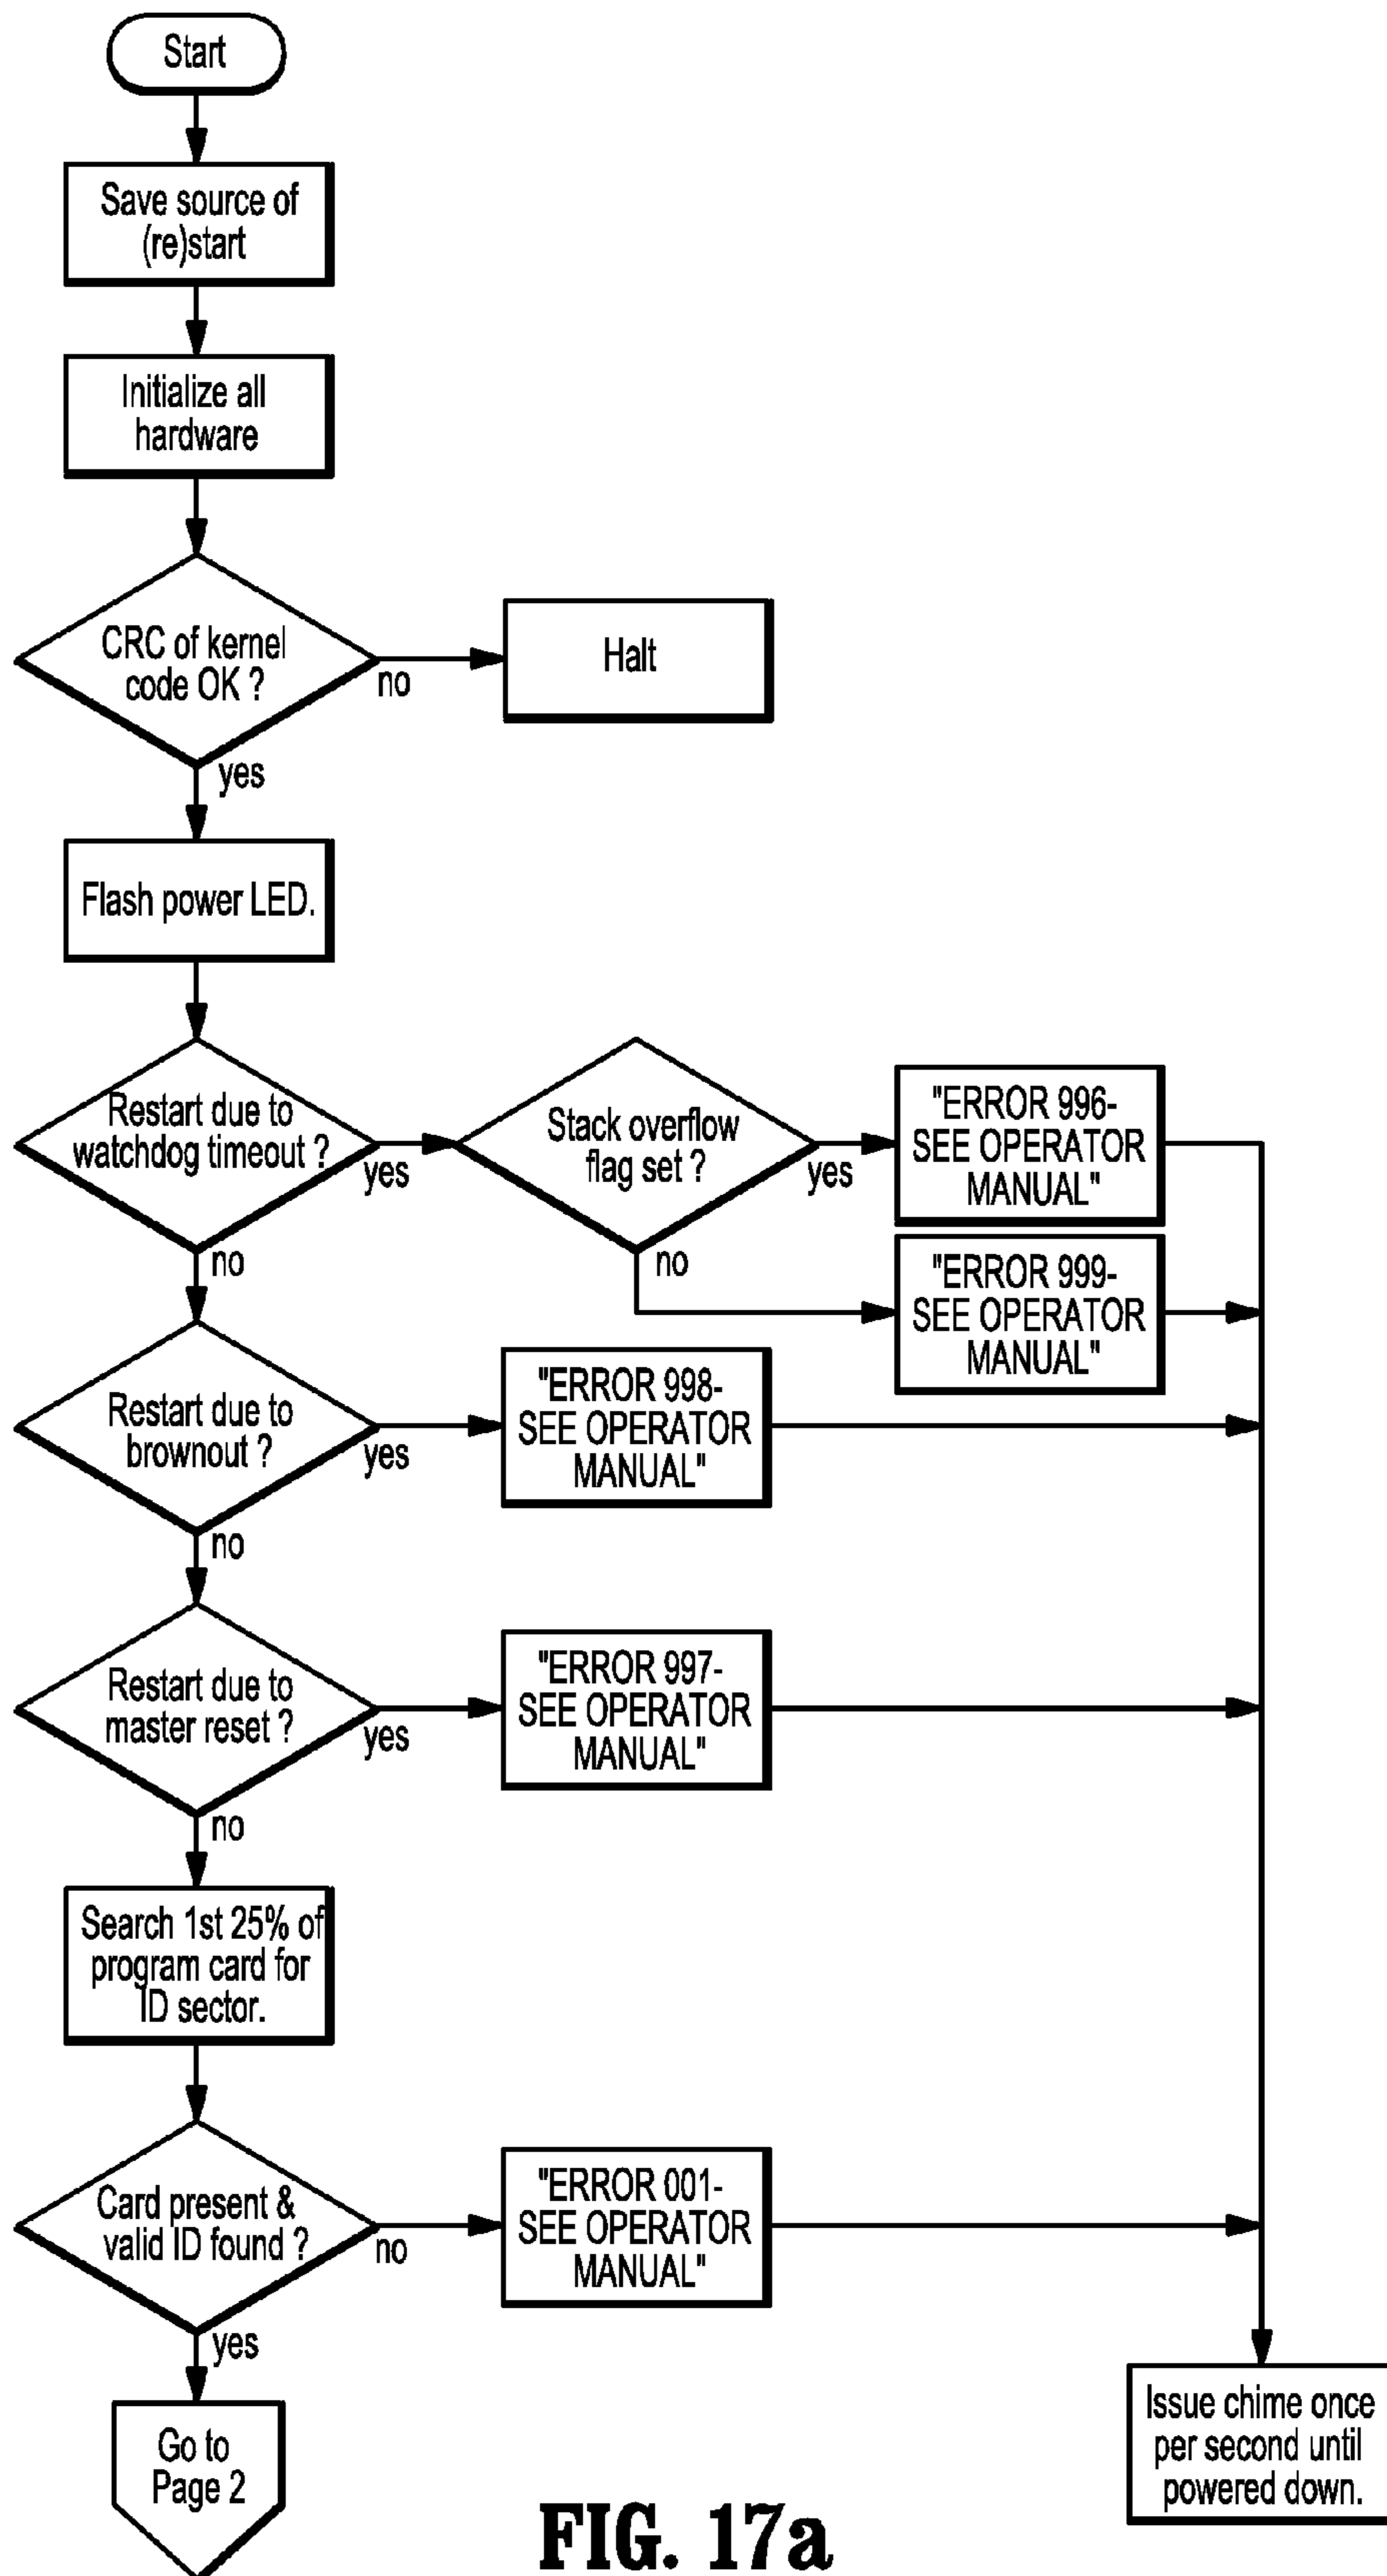 Start
Save source of
(re)start
Initialize all
hardware
CRC of kernel
code OK ?
no
Halt
yes
Flash power LED.
Restart due to
watchdog timeout ?
yes
Stack overflow
flag set ?
yes
"ERROR 996-
SEE OPERATOR
MANUAL"
no
no
"ERROR 999-
SEE OPERATOR
MANUAL"
Restart due to
brownout ?
yes
"ERROR 998-
SEE OPERATOR
MANUAL"
no
Restart due to
master reset ?
yes
"ERROR 997-
SEE OPERATOR
MANUAL"
no
Search 1st 25% of
program card for
ID sector.
Card present &
valid ID found ?
no
"ERROR 001-
SEE OPERATOR
MANUAL"
yes
Go to
Page 2
Issue chime once
per second until
powered down.
FIG. 17a